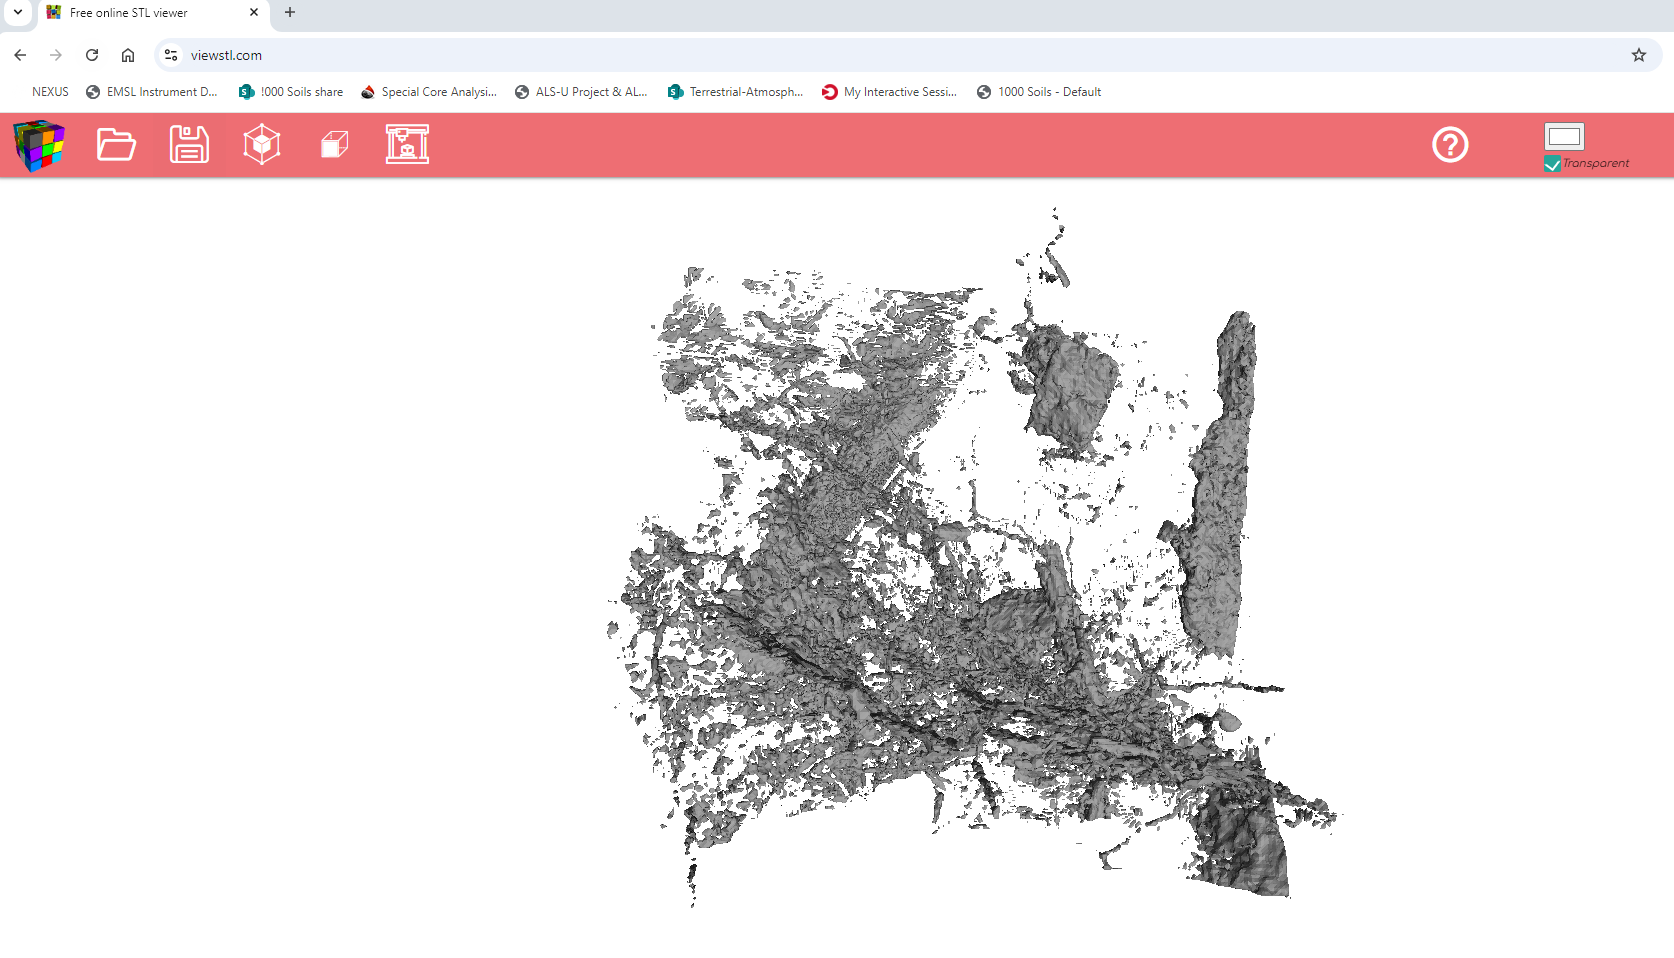 Free online STL viewer
viewstl.com
NEXUS
EMSL Instrument D...
!000 Soils share
Special Core Analysi...
ALS-U Project & AL...
Terrestrial-Atmosph...
My Interactive Sessi...
1000 Soils - Default
Transparent